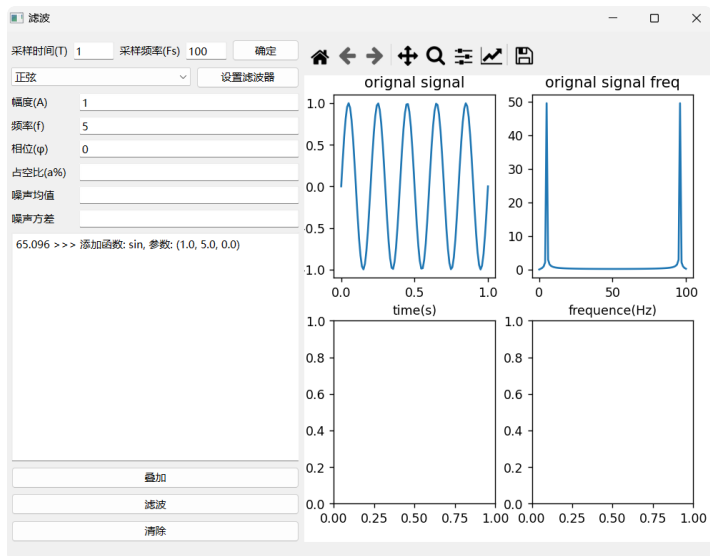 滤波
采样时间(T) 1 采样频率(Fs) 100 确定
正弦 设置滤波器
幅度(A) 1
频率(f) 5
相位(φ) 0
占空比(a%)
噪声均值
噪声方差
65.096 >>> 添加函数: sin, 参数: (1.0, 5.0, 0.0)
叠加
滤波
清除
orignal signal
1.0
0.5
0.0
-0.5
-1.0
0.0 0.5 1.0
time(s)
orignal signal freq
50
40
30
20
10
0
0 50 100
frequence(Hz)
1.0
0.8
0.6
0.4
0.2
0.0
0.00 0.25 0.50 0.75 1.00
1.0
0.8
0.6
0.4
0.2
0.0
0.00 0.25 0.50 0.75 1.00